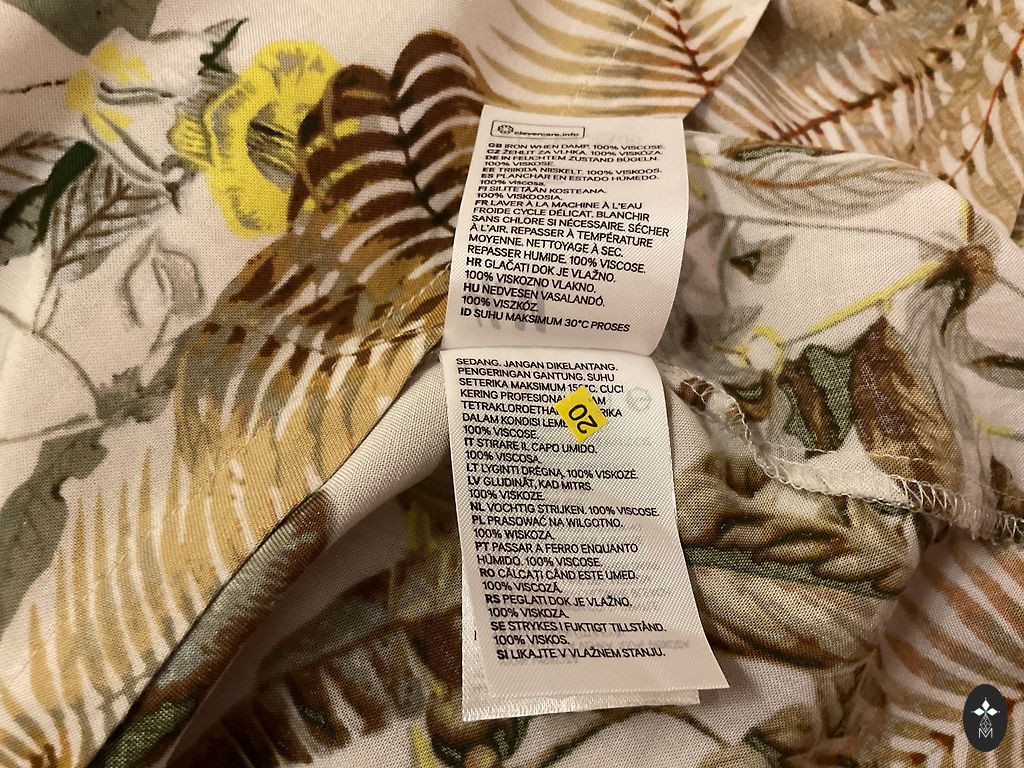 clevercare.info
GB IRON WHEN DAMP. 100% VISCOSE.
CZ ŽEHLIT ZA VLHKA. 100% VISKÓZA.
DE IN FEUCHTEM ZUSTAND BÜGELN.
100% VISKOSE.
EE TRIIKIDA NIISKELT. 100% VISKOOS.
ES PLANCHAR EN ESTADO HÚMEDO.
100% viscosa.
FI SILITETÄÄN KOSTEANA.
100% VISKOOSIA.
FR LAVER À LA MACHINE À L'EAU
FROIDE CYCLE DÉLICAT. BLANCHIR
SANS CHLORE SI NÉCESSAIRE. SÉCHER
À L'AIR. REPASSER À TEMPÉRATURE
MOYENNE. NETTOYAGE À SEC.
REPASSER HUMIDE. 100% VISCOSE.
HR GLAČATI DOK JE VLAŽNO.
100% VISKOZNO VLAKNO.
HU NEDVESEN VASALANDÓ.
100% VISZKÓZ.
ID SUHU MAKSIMUM 30°C PROSES
SEDANG. JANGAN DIKELANTANG.
PENGERINGAN GANTUNG. SUHU
SETERIKA MAKSIMUM °C. CUCI
KERING
20
DALAM KONDISI
100% VISCOSE.
IT STIRARE IL CAPO UMIDO.
100% VISCOSA.
LT LYGINTI DRĖGNĄ. 100% VISKOZĖ.
LV GLUDINĀT, KAD MITRS.
100% VISKOZE.
NL VOCHTIG STRIJKEN. 100% VISCOSE.
PL PRASOWAĆ NA WILGOTNO.
100% WISKOZA.
PT PASSAR A FERRO ENQUANTO
HÚMIDO. 100% VISCOSE.
RO CĂLCAȚI CÂND ESTE UMED.
100% VISCOZĂ.
RS PEGLATI DOK JE VLAŽNO.
100% VISKOZA.
SE STRYKES I FUKTIGT TILLSTÅND.
100% VISKOS.
SI LIKAJTE V VLAŽNEM STANJU.
M